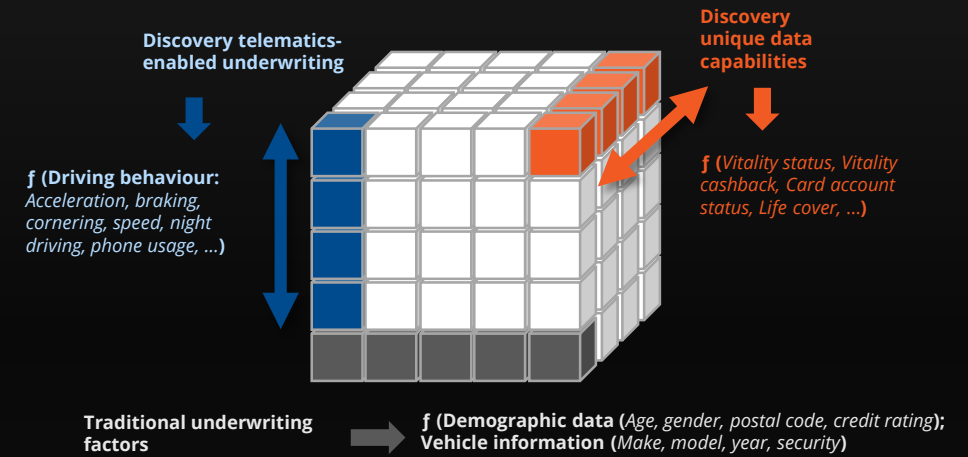 Discovery telematics-
enabled underwriting
ƒ (Driving behaviour:
Acceleration, braking,
cornering, speed, night
driving, phone usage, ...)
Discovery
unique data
capabilities
ƒ (Vitality status, Vitality
cashback, Card account
status, Life cover, ...)
Traditional underwriting
factors
ƒ (Demographic data (Age, gender, postal code, credit rating);
Vehicle information (Make, model, year, security)